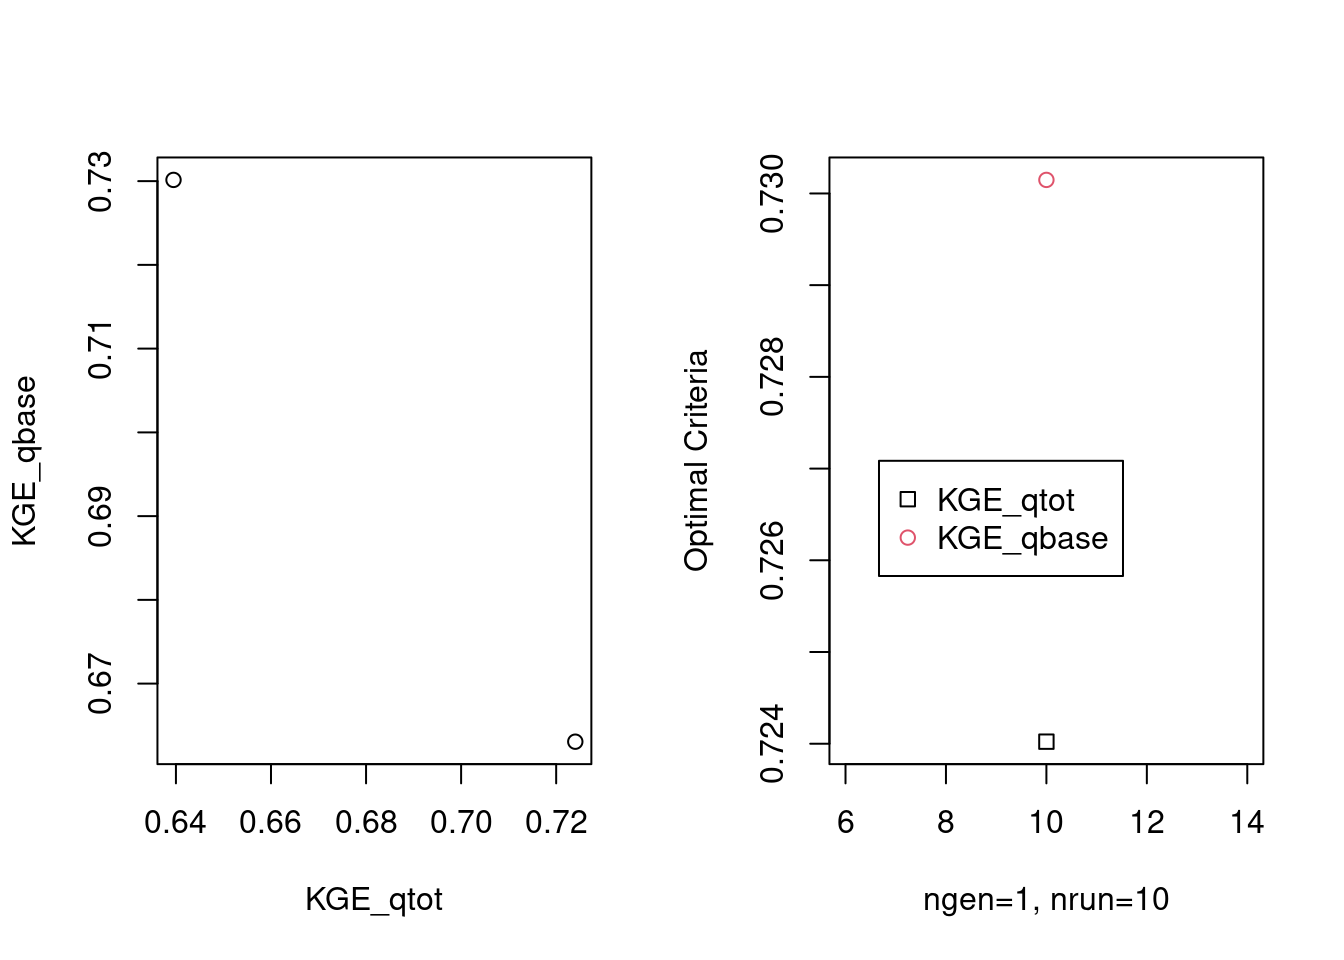 KGE_qbase
0.73
0.71
0.69
0.67
0.64 0.66 0.68 0.70 0.72
KGE_qtot
Optimal Criteria
0.730
0.728
0.726
0.724
KGE_qtot
KGE_qbase
6 8 10 12 14
ngen=1, nrun=10